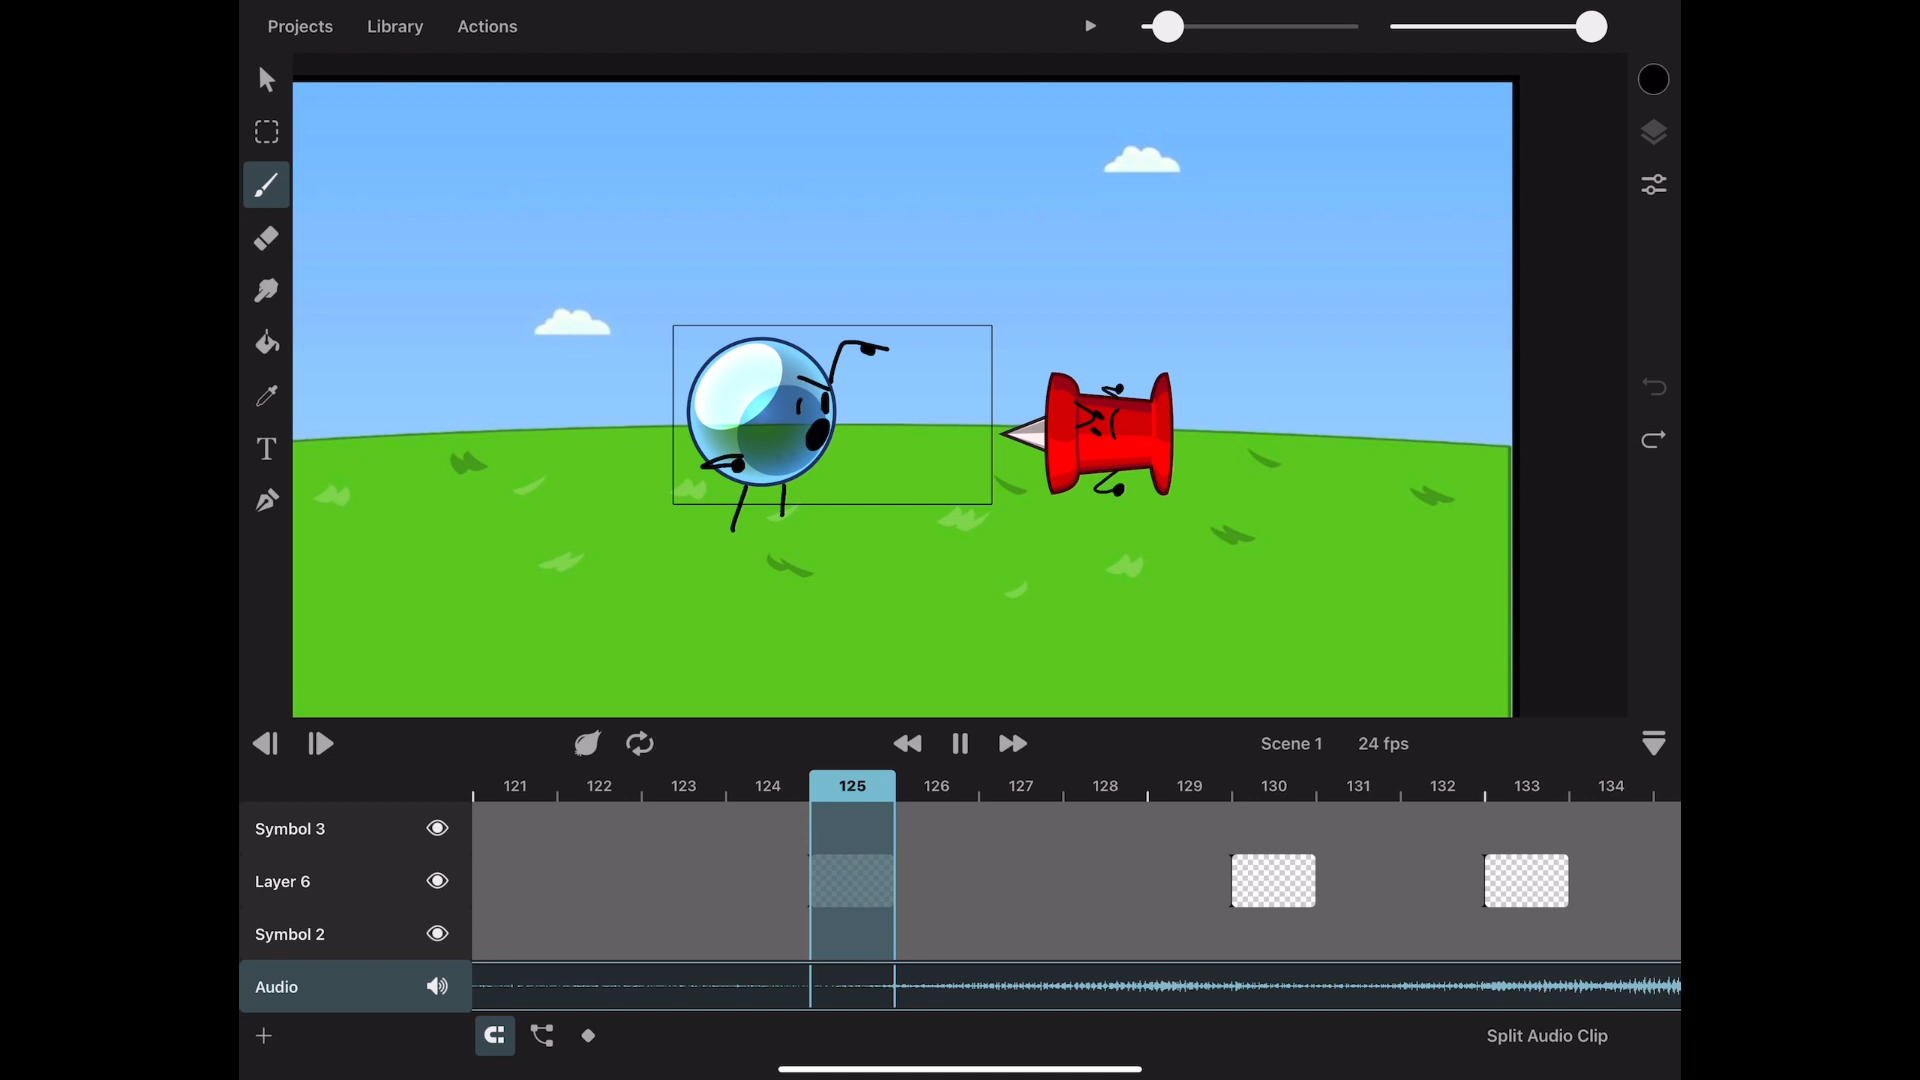 Projects Library Actions
T
Scene 1 24 fps
121 122 123 124 125 126 127 128 129 130 131 132 133 134
Symbol 3
Layer 6
Symbol 2
Audio
Split Audio Clip